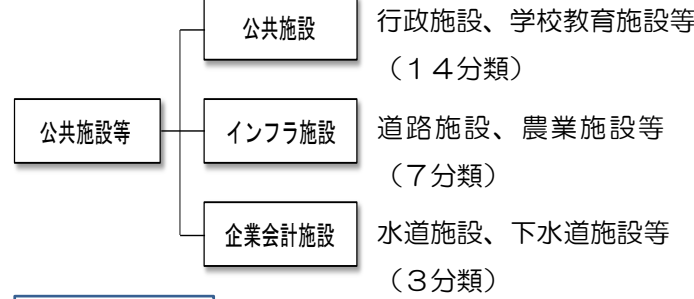 公共施設
行政施設、学校教育施設等
（１４分類）
公共施設等
インフラ施設
道路施設、農業施設等
（７分類）
企業会計施設
水道施設、下水道施設等
（３分類）